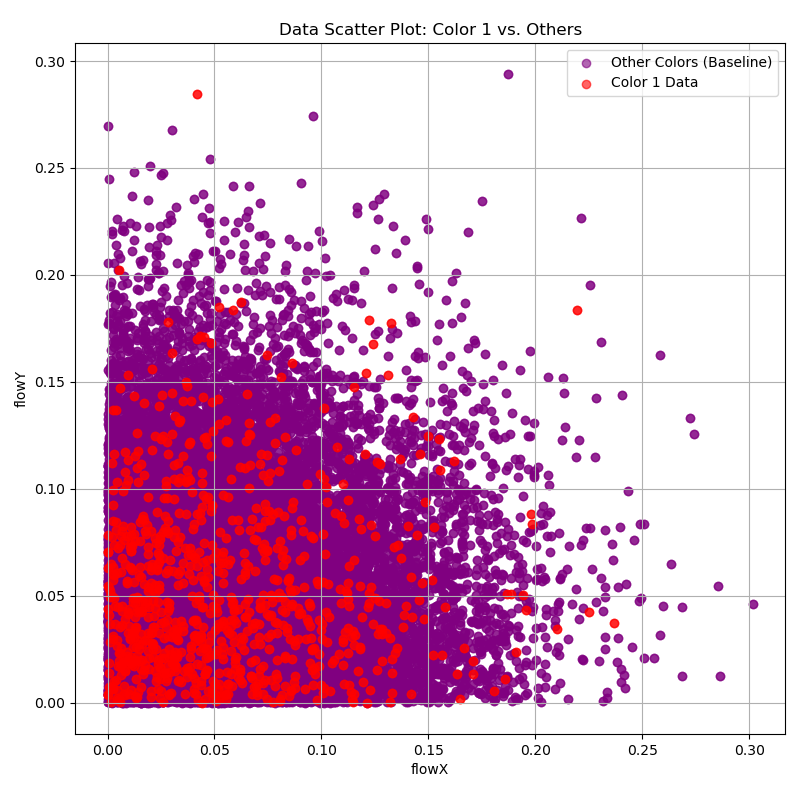 Data Scatter Plot: Color 1 vs. Others
Other Colors (Baseline)
Color 1 Data
0.30
0.25
0.20
0.15
0.10
0.05
0.00
flowY
0.00 0.05 0.10 0.15 0.20 0.25 0.30
flowX